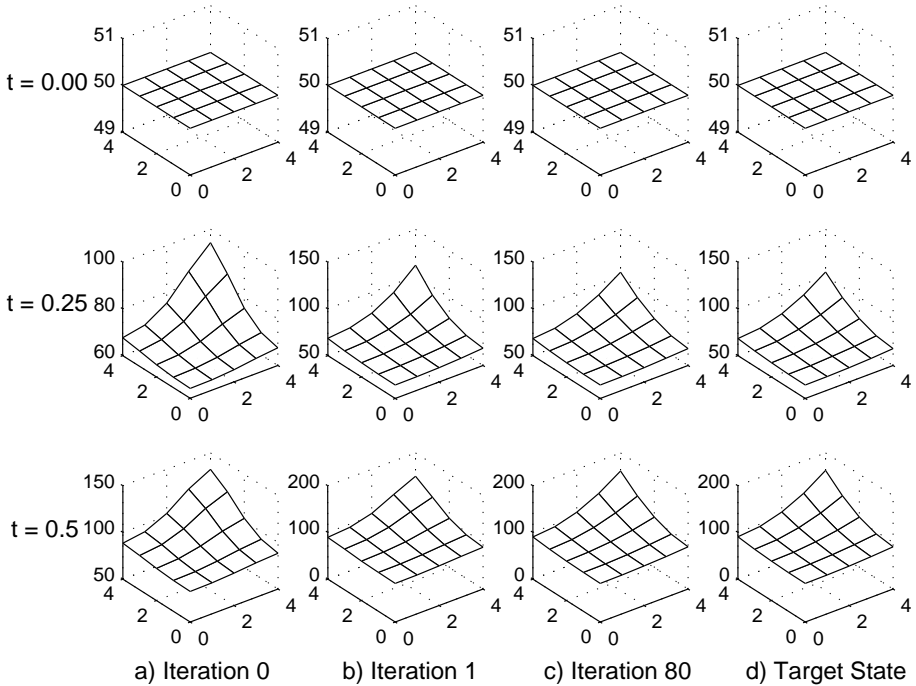 51 51 51 51
t = 0.00 50 50 50 50
49 49 49 49
4 4 4 4
2 4 2 4 2 4 2 4
2 2 2 2
0 0 0 0 0 0 0 0
100 150 150 150
t = 0.25 80 100 100 100
60 50 50 50
4 4 4 4
2 4 2 4 2 4 2 4
2 2 2 2
0 0 0 0 0 0 0 0
150 200 200 200
t = 0.5 100 100 100 100
50 0 0 0
4 4 4 4
2 4 2 4 2 4 2 4
2 2 2 2
0 0 0 0 0 0 0 0
a) Iteration 0 b) Iteration 1 c) Iteration 80 d) Target State